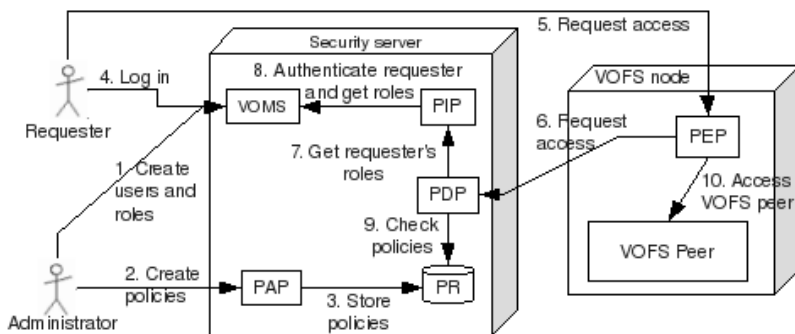 5. Request access
Security server
4. Log in
8. Authenticate requester
and get roles
VOFS node
VOMS
PIP
Requester
6. Request
access
PEP
1. Create
users and
roles
7. Get requester's
roles
PDP
10. Access
VOFS peer
9. Check
policies
VOFS Peer
2. Create
policies
PAP
3. Store
policies
PR
Administrator